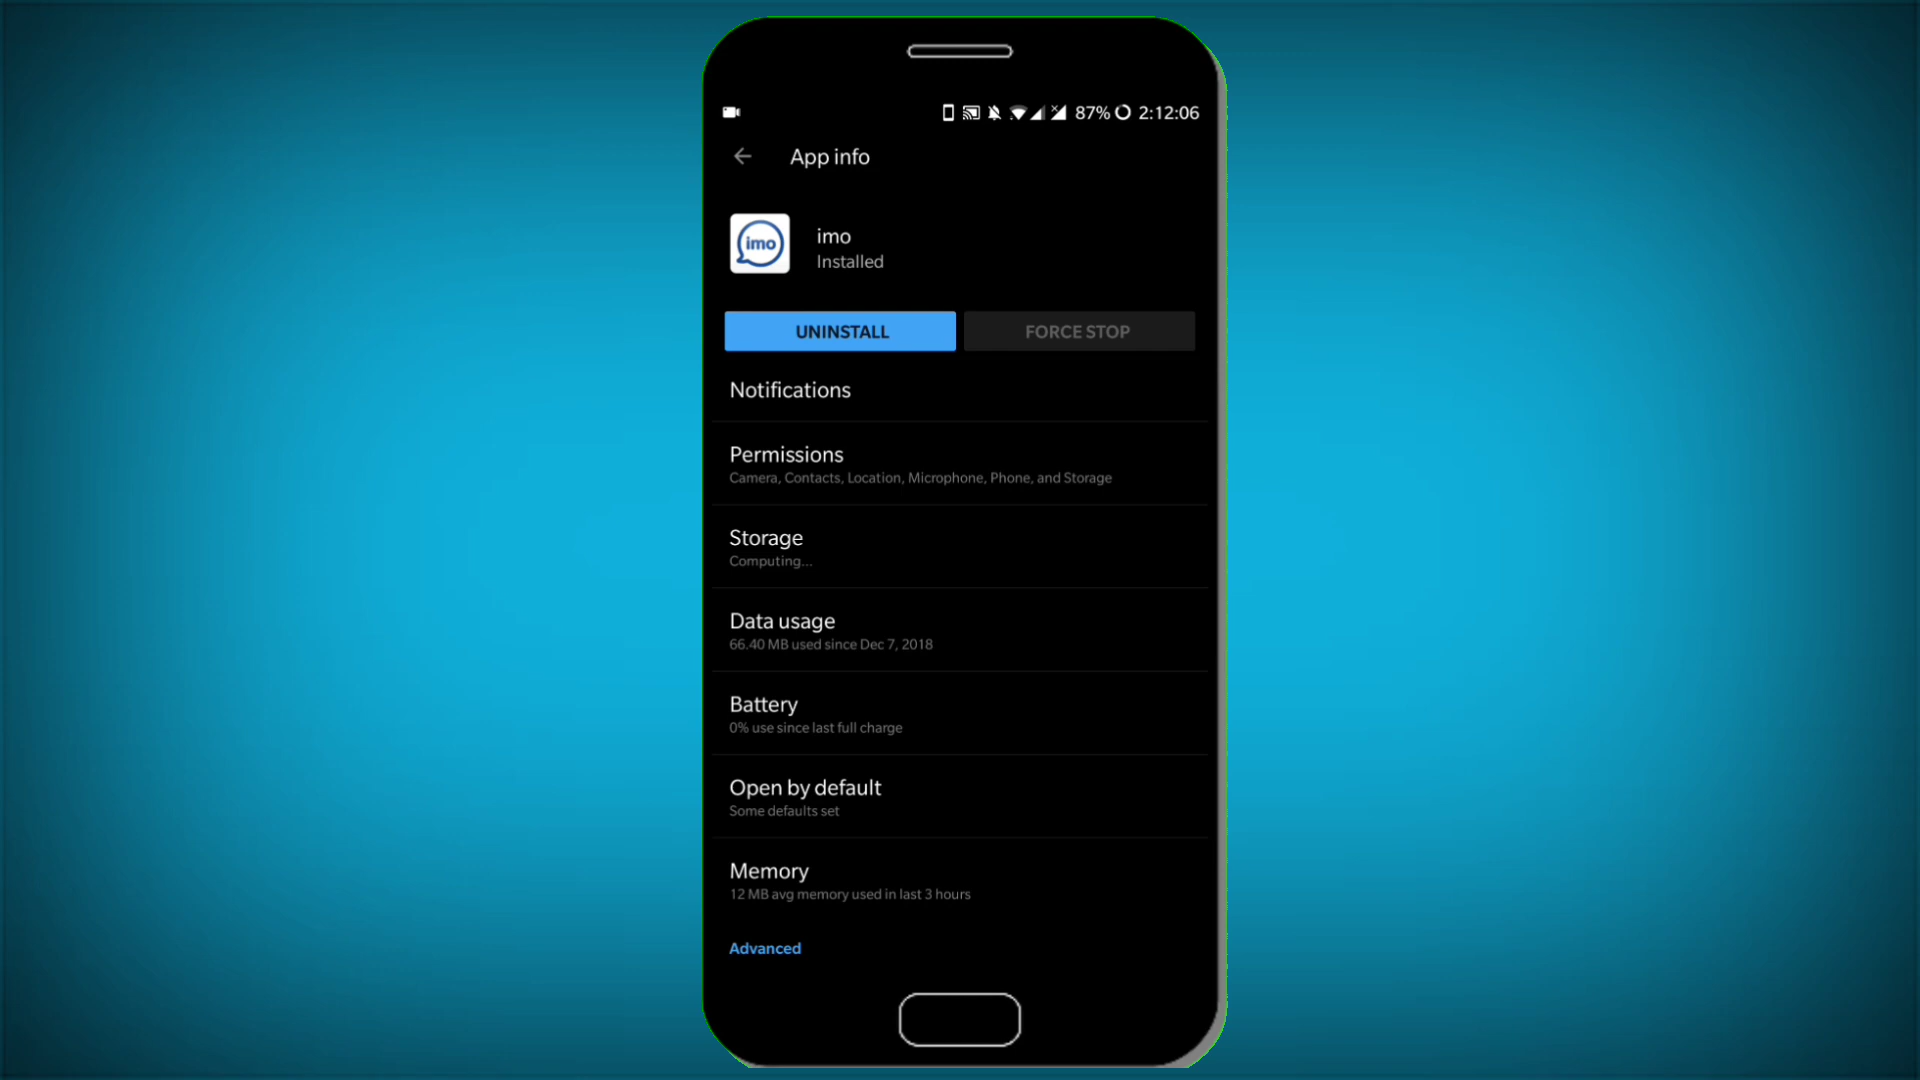 87% 2:12:06
App info
imo
imo
Installed
UNINSTALL
FORCE STOP
Notifications
Permissions
Camera, Contacts, Location, Microphone, Phone, and Storage
Storage
Computing...
Data usage
66.40 MB used since Dec 7, 2018
Battery
0% use since last full charge
Open by default
Some defaults set
Memory
12 MB avg memory used in last 3 hours
Advanced